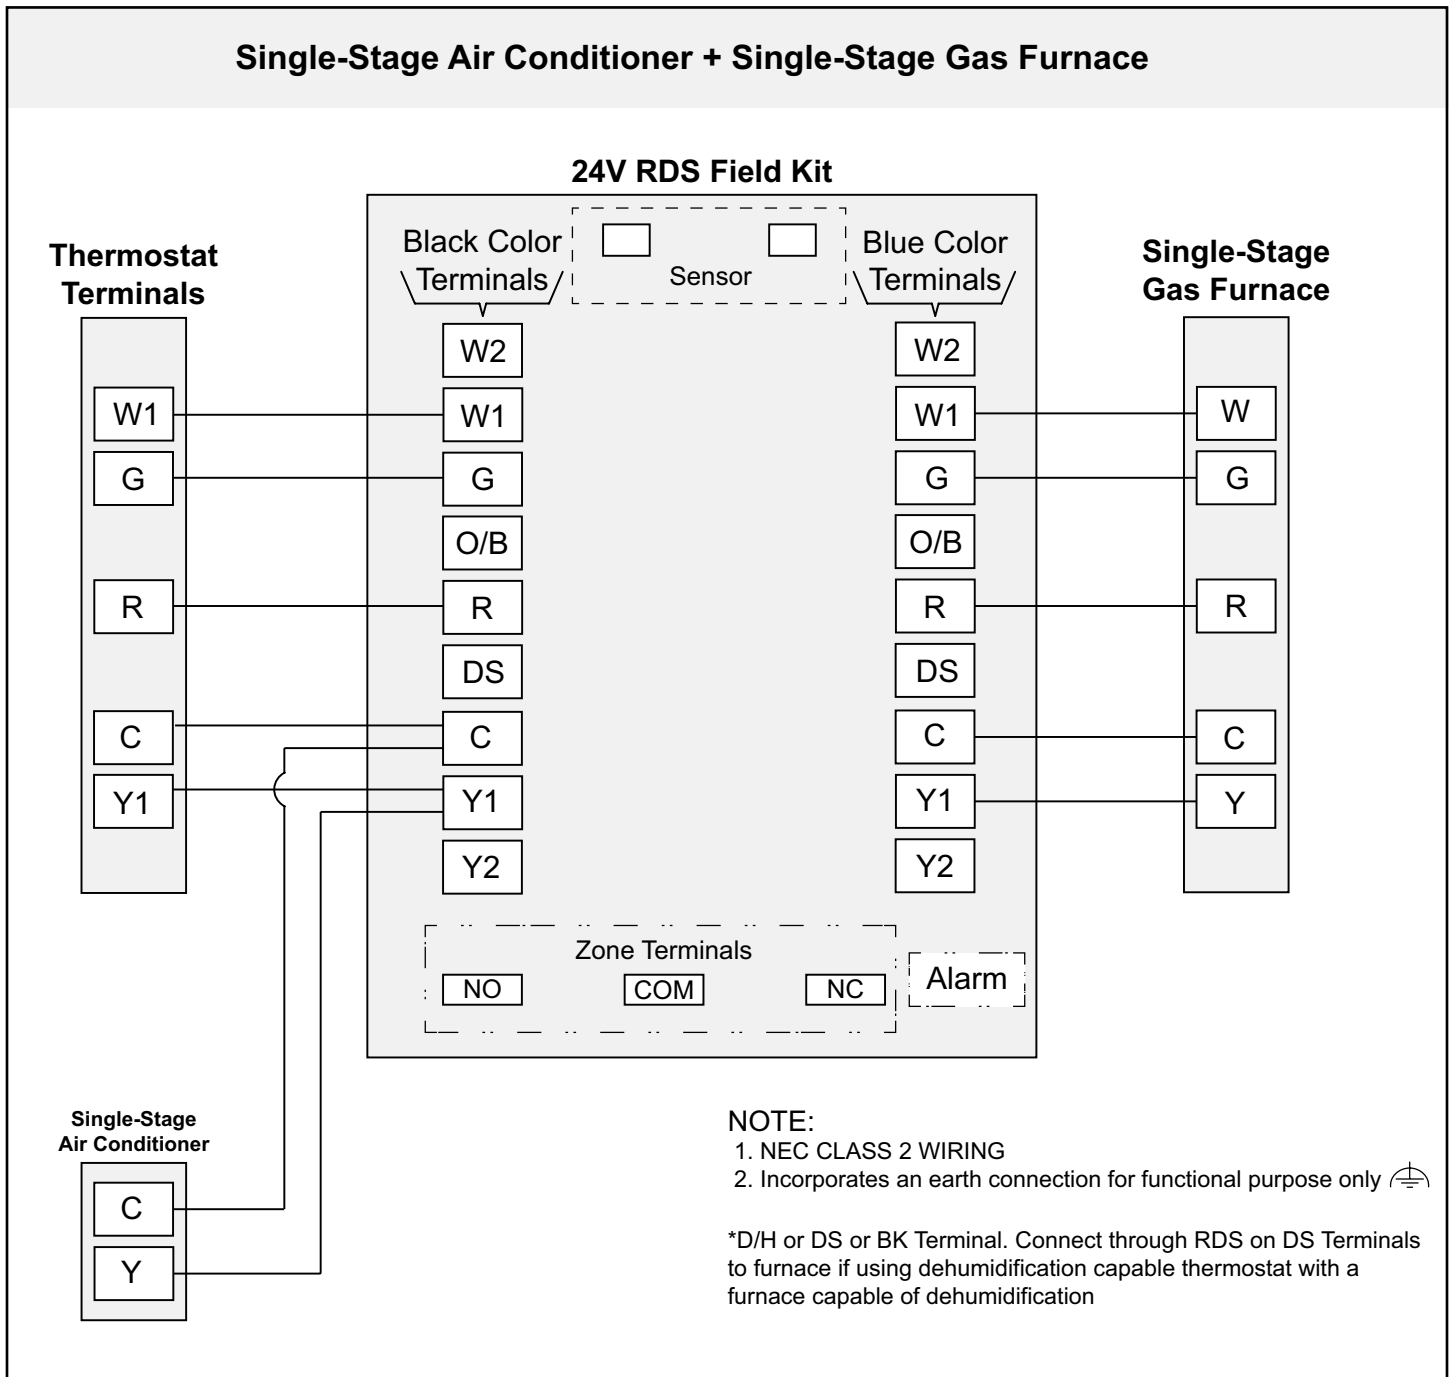 Single-Stage Air Conditioner + Single-Stage Gas Furnace
24V RDS Field Kit
Thermostat
Terminals
W1
G
R
C
Y1
Black Color
Terminals
W2
W1
G
O/B
R
DS
C
Y1
Y2
Sensor
Blue Color
Terminals
W2
W1
G
O/B
R
DS
C
Y1
Y2
Single-Stage
Gas Furnace
W
G
R
C
Y
Zone Terminals
NO
COM
NC
Alarm
Single-Stage
Air Conditioner
C
Y
NOTE:
1. NEC CLASS 2 WIRING
2. Incorporates an earth connection for functional purpose only
*D/H or DS or BK Terminal. Connect through RDS on DS Terminals
to furnace if using dehumidification capable thermostat with a
furnace capable of dehumidification